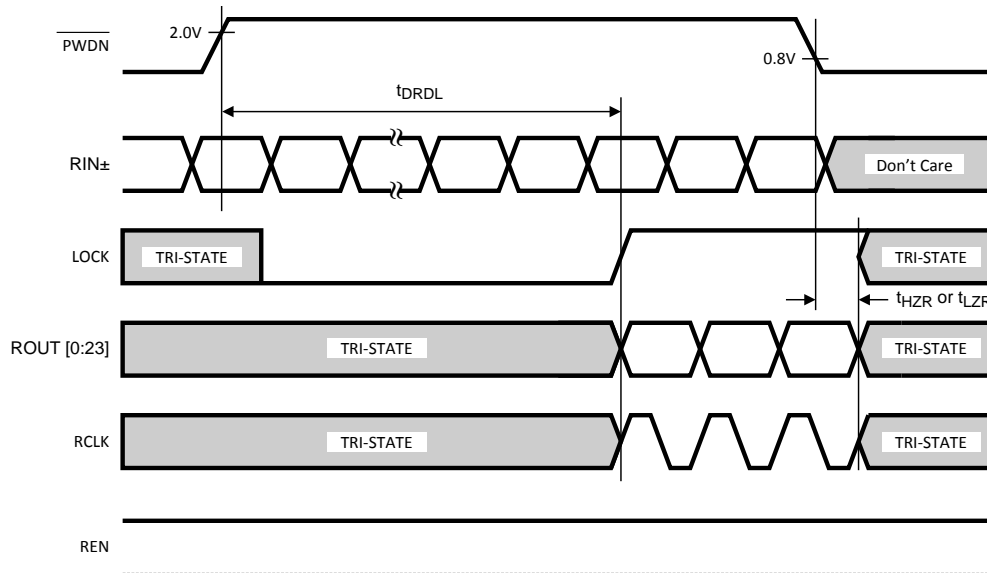 PWDN
2.0V
0.8V
tDRDL
RIN±
Don't Care
LOCK
TRI-STATE
TRI-STATE
tHZR or tLZR
ROUT [0:23]
TRI-STATE
TRI-STATE
RCLK
TRI-STATE
TRI-STATE
REN